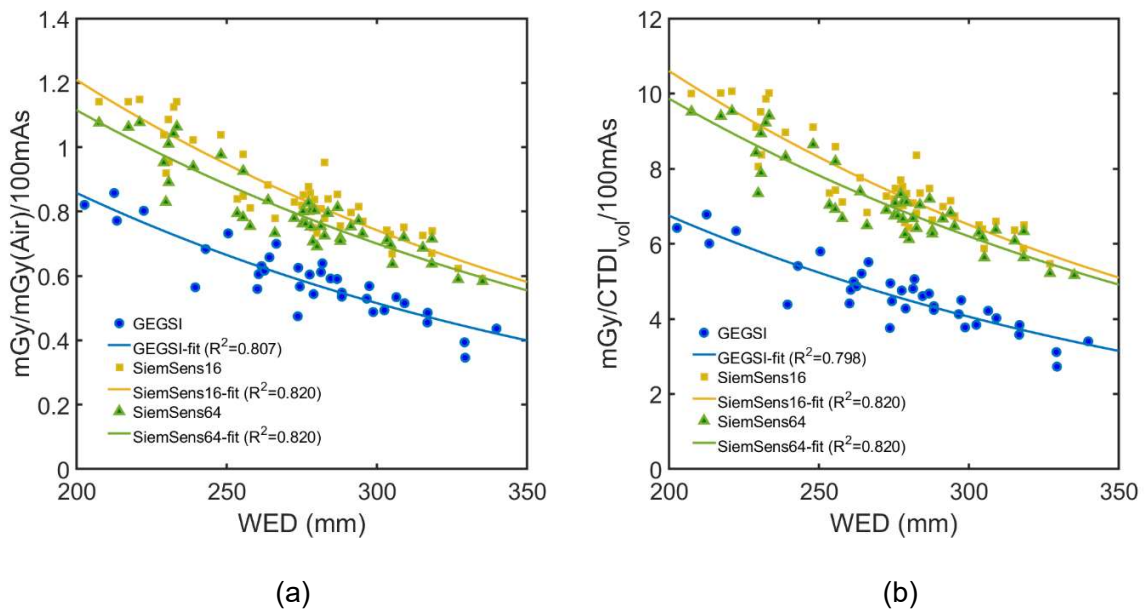 1.4
1.2
1
0.8
0.6
0.4
0.2
0
mGy/mGy(Air)/100mAs
GEGSI
GEGSI-fit (R²=0.807)
SiemSens16
SiemSens16-fit (R²=0.820)
SiemSens64
SiemSens64-fit (R²=0.820)
200 250 300 350
WED (mm)
(a)
12
10
8
6
4
2
0
mGy/CTDIvol/100mAs
GEGSI
GEGSI-fit (R²=0.798)
SiemSens16
SiemSens16-fit (R²=0.820)
SiemSens64
SiemSens64-fit (R²=0.820)
200 250 300 350
WED (mm)
(b)